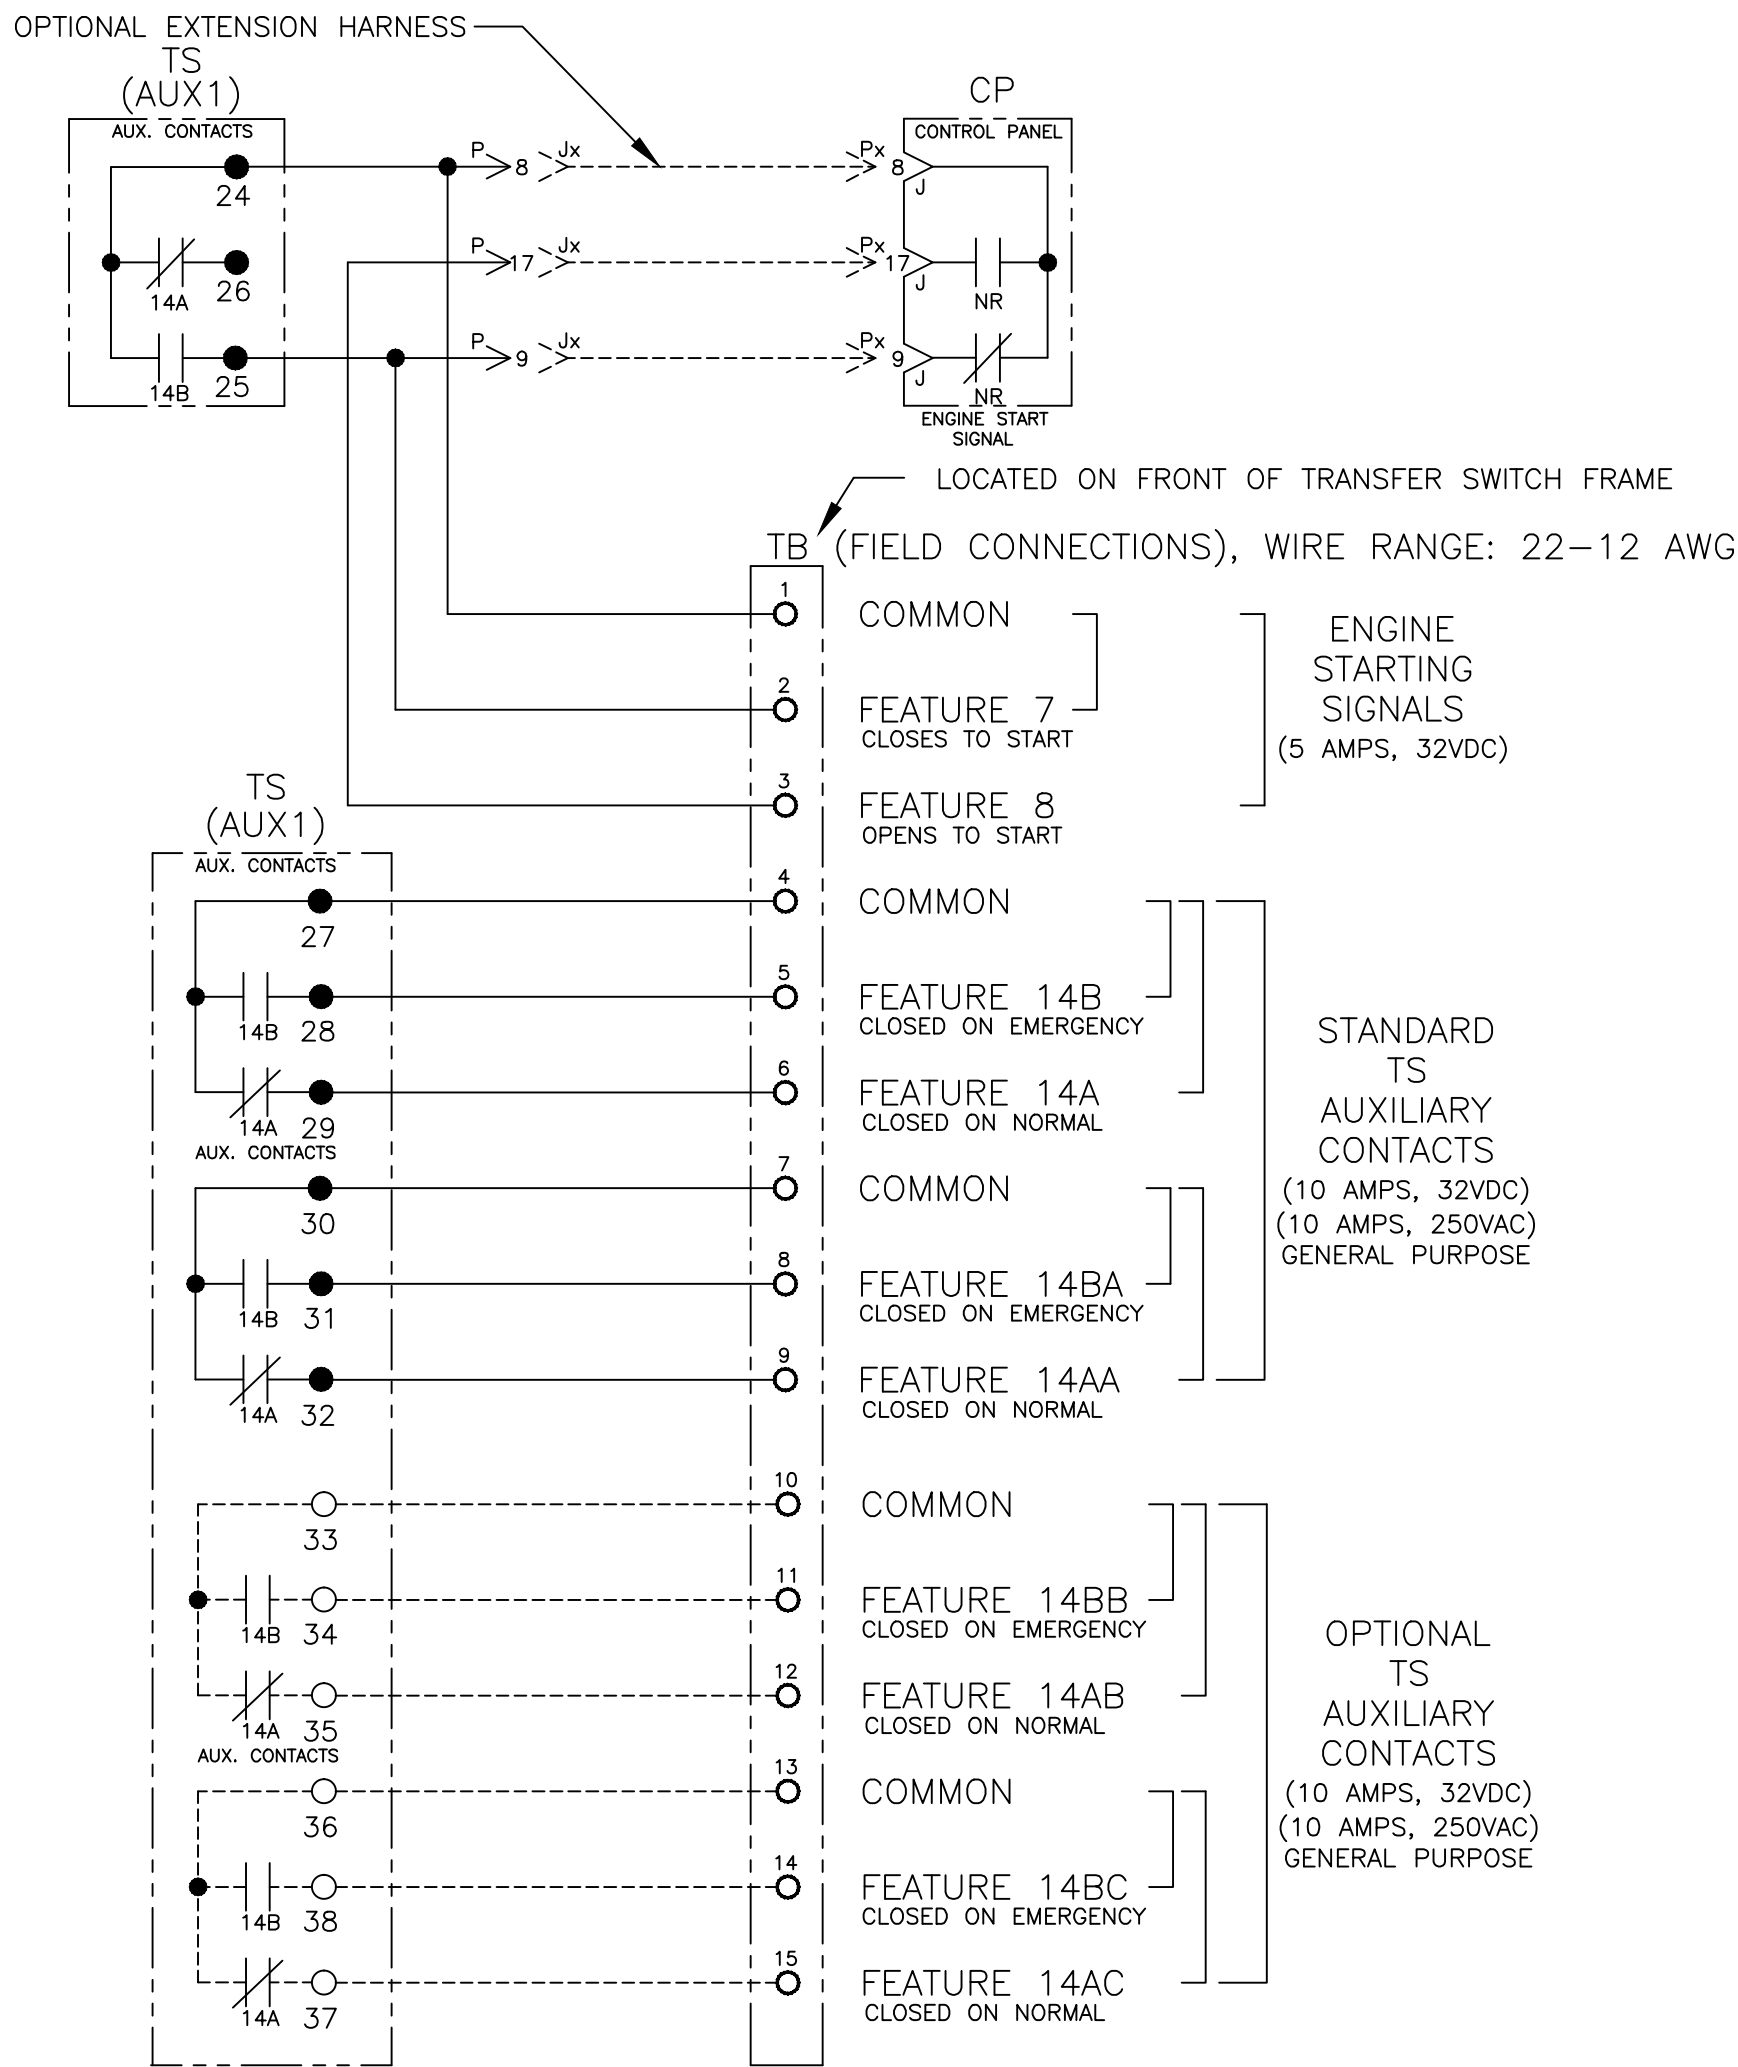 OPTIONAL EXTENSION HARNESS
TS
(AUX1)
AUX. CONTACTS
24
14A
26
14B
25
P
8
Jx
Px
8
J
P
17
Jx
Px
17
J
P
9
Jx
Px
9
J
CP
CONTROL PANEL
NR
NR
ENGINE START
SIGNAL
LOCATED ON FRONT OF TRANSFER SWITCH FRAME
TB (FIELD CONNECTIONS), WIRE RANGE: 22-12 AWG
1
COMMON
2
FEATURE 7
CLOSES TO START
3
FEATURE 8
OPENS TO START
ENGINE
STARTING
SIGNALS
(5 AMPS, 32VDC)
TS
(AUX1)
AUX. CONTACTS
27
4
COMMON
14B
28
5
FEATURE 14B
CLOSED ON EMERGENCY
14A
29
6
FEATURE 14A
CLOSED ON NORMAL
AUX. CONTACTS
30
7
COMMON
14B
31
8
FEATURE 14BA
CLOSED ON EMERGENCY
14A
32
9
FEATURE 14AA
CLOSED ON NORMAL
STANDARD
TS
AUXILIARY
CONTACTS
(10 AMPS, 32VDC)
(10 AMPS, 250VAC)
GENERAL PURPOSE
33
10
COMMON
14B
34
11
FEATURE 14BB
CLOSED ON EMERGENCY
14A
35
12
FEATURE 14AB
CLOSED ON NORMAL
AUX. CONTACTS
36
13
COMMON
14B
38
14
FEATURE 14BC
CLOSED ON EMERGENCY
14A
37
15
FEATURE 14AC
CLOSED ON NORMAL
OPTIONAL
TS
AUXILIARY
CONTACTS
(10 AMPS, 32VDC)
(10 AMPS, 250VAC)
GENERAL PURPOSE